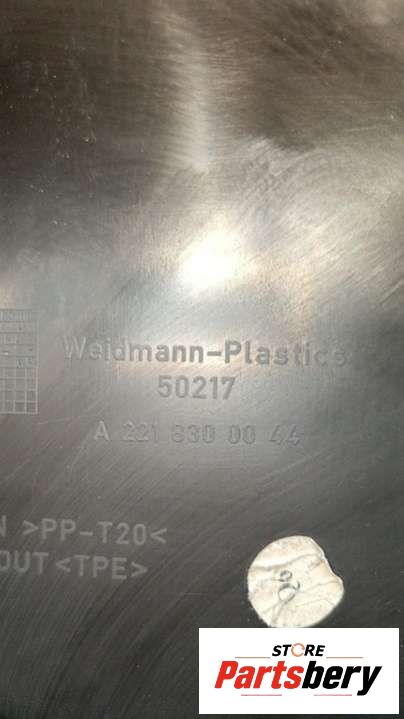 Weidmann-Plastics
50217
A 221 830 00 44
N >PP-T20<
OUT <TPE>
STORE
Partsbery